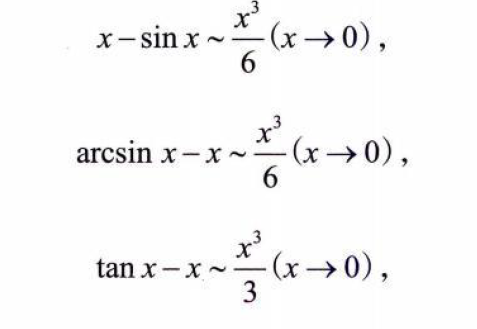 x − sin x ~ x³/6 (x → 0) ,
arcsin x − x ~ x³/6 (x → 0) ,
tan x − x ~ x³/3 (x → 0) ,